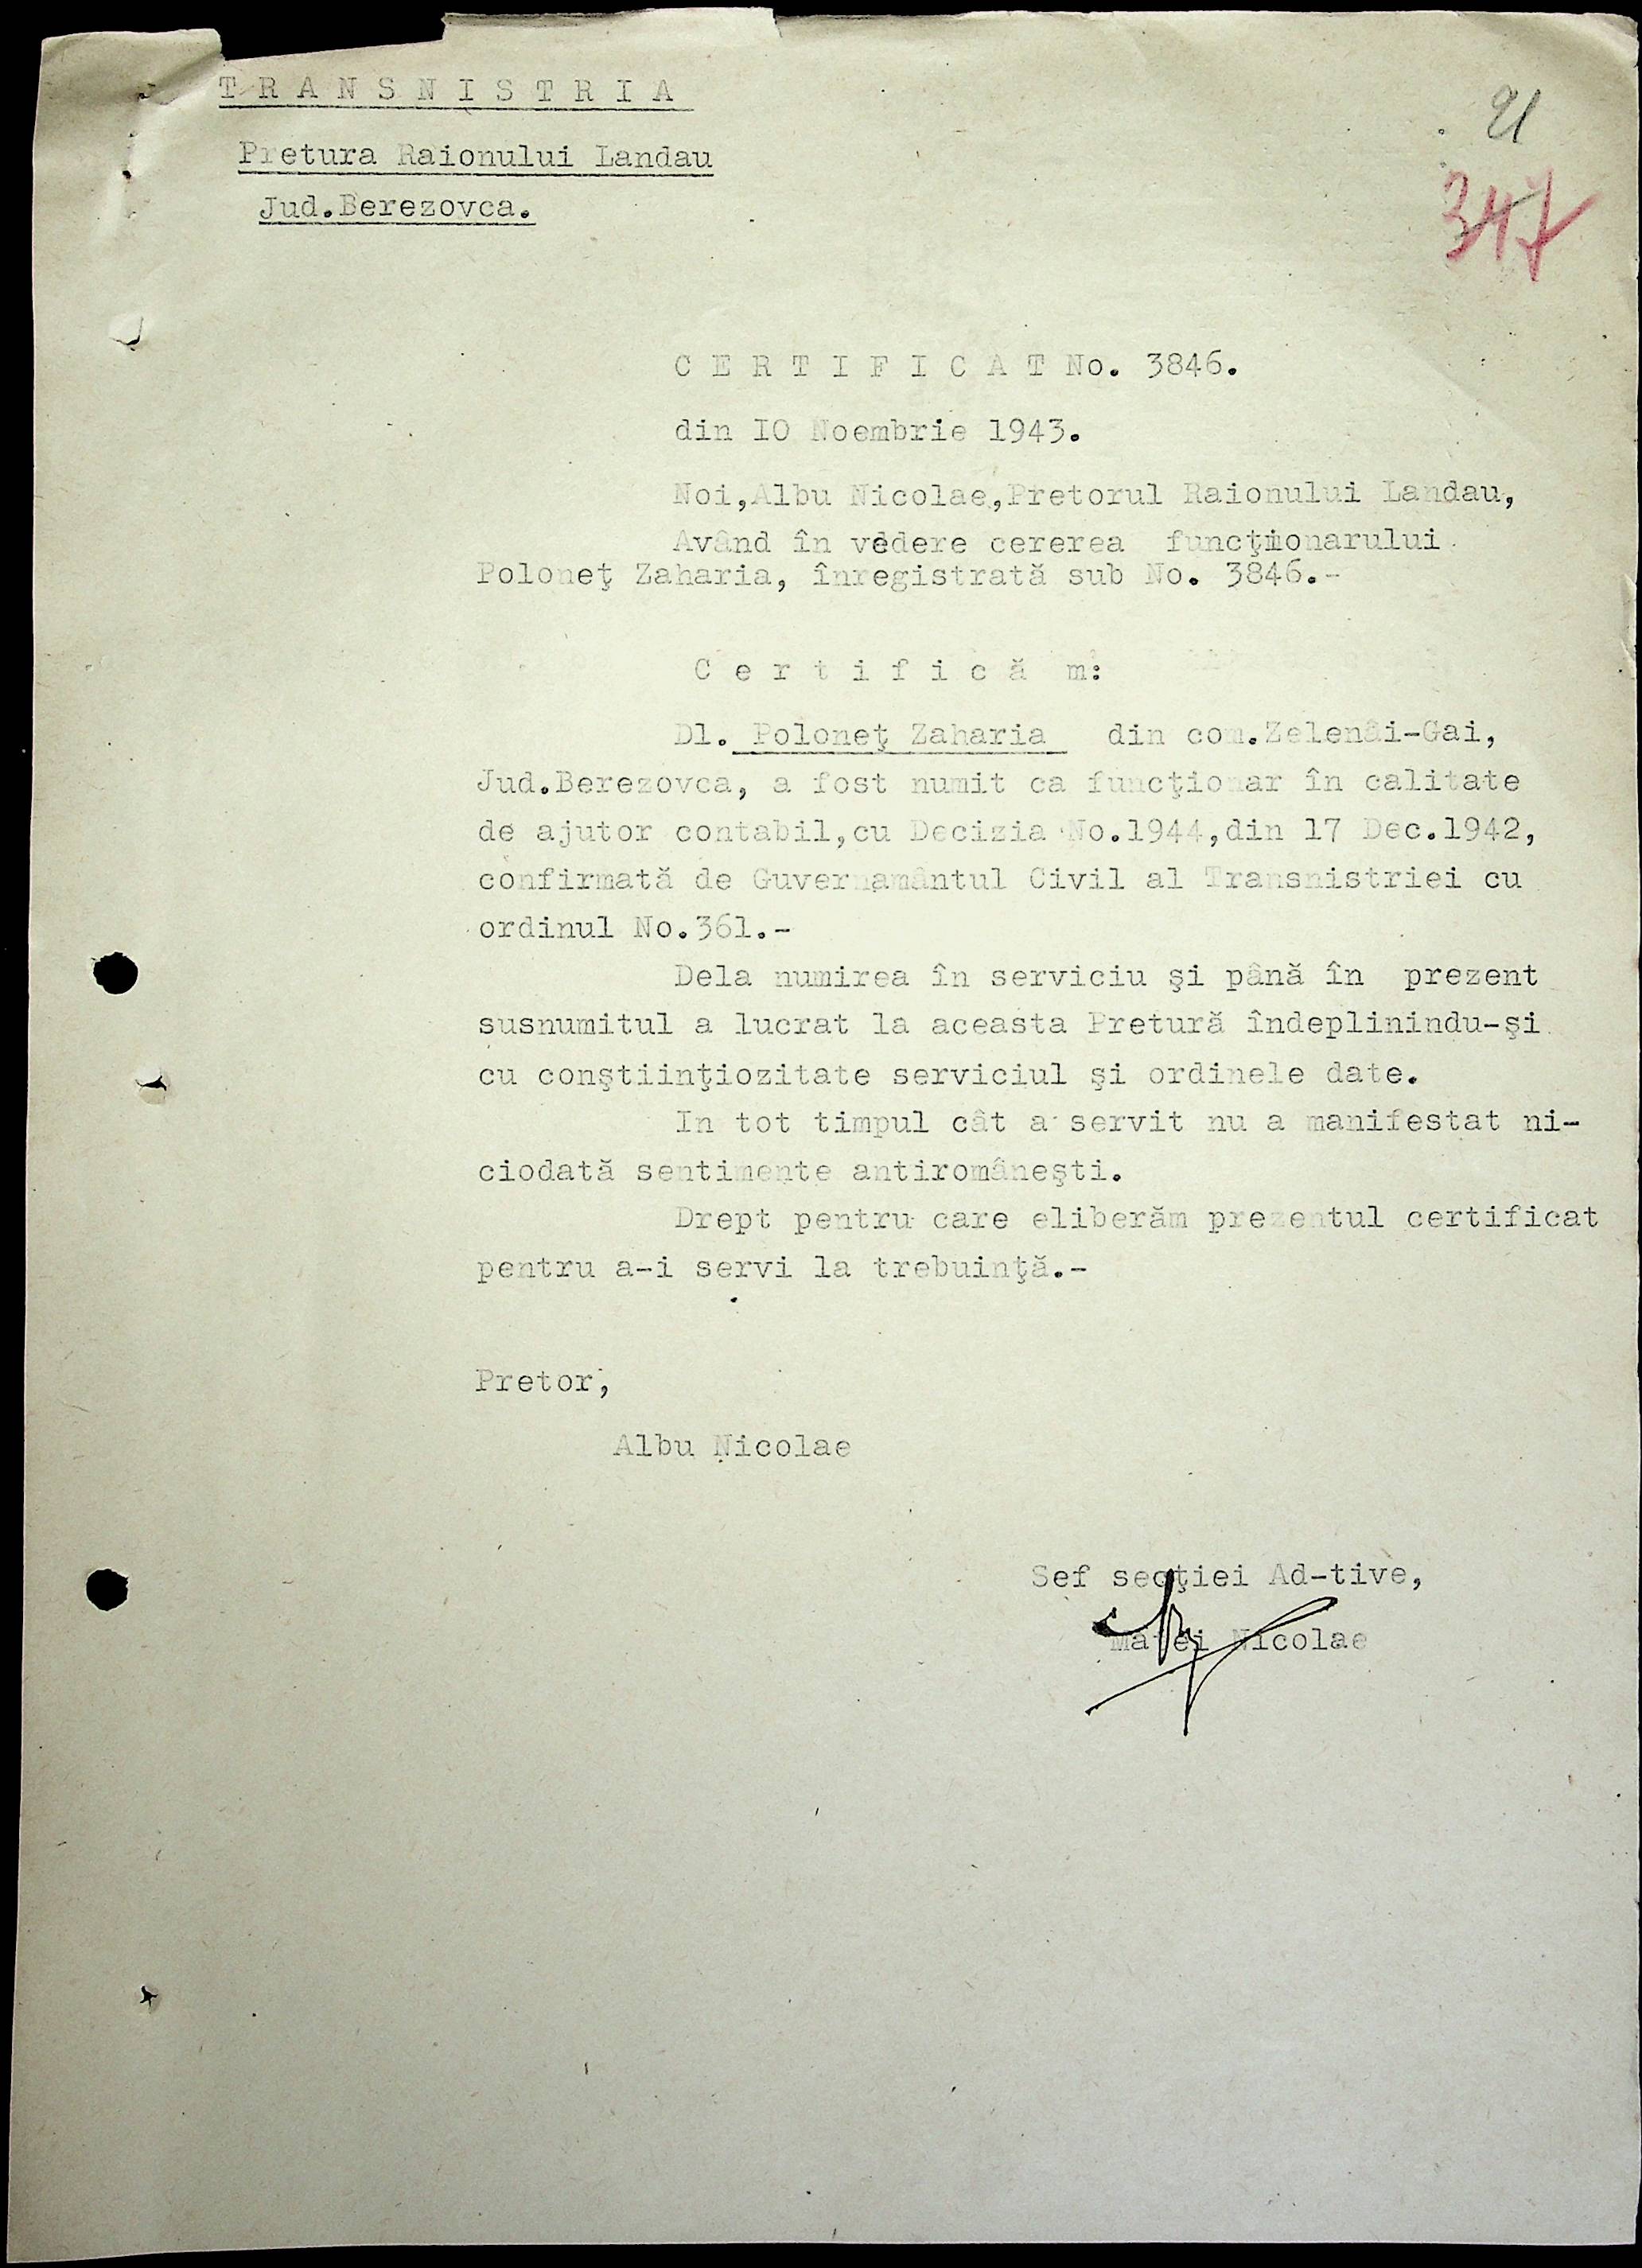 T R A N S N I S T R I A
Pretura Raionului Landau
Jud.Berezovca.
91
347
C E R T I F I C A T No. 3846.
din IO Noembrie 1943.
Noi,Albu Nicolae,Pretorul Raionului Landau,
Având în vedere cererea funcţionarului
Poloneţ Zaharia, înregistrată sub No. 3846.-
C e r t i f i c ă m:
Dl. Poloneţ Zaharia din com.Zelenâi-Gai,
Jud.Berezovca, a fost numit ca funcţionar în calitate
de ajutor contabil,cu Decizia No.1944,din 17 Dec.1942,
confirmată de Guvernamântul Civil al Transnistriei cu
ordinul No.361.-
Dela numirea în serviciu şi până în prezent
susnumitul a lucrat la aceasta Pretură îndeplinindu-şi
cu conştiinţiozitate serviciul şi ordinele date.
In tot timpul cât a servit nu a manifestat ni-
ciodată sentimente antiromâneşti.
Drept pentru care eliberăm prezentul certificat
pentru a-i servi la trebuinţă.-
Pretor,
Albu Nicolae
Sef secţiei Ad-tive,
Matei Nicolae